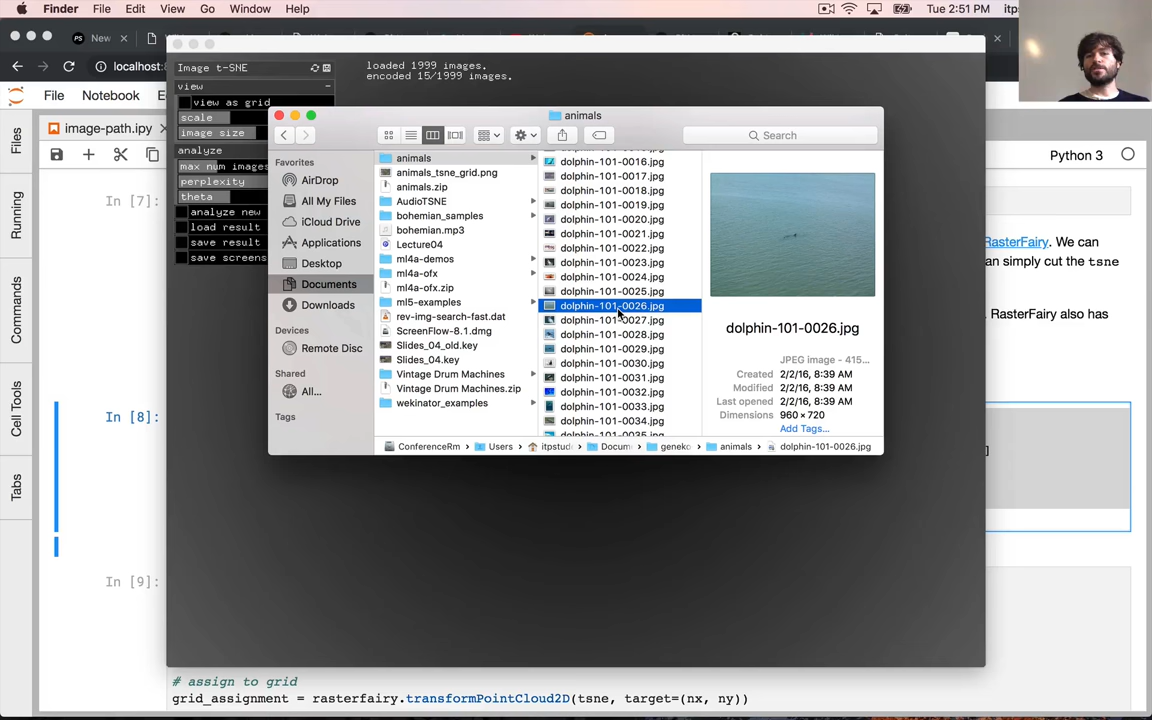 Finder File Edit View Go Window Help
Tue 2:51 PM itps
New
localhost:
File Notebook E
image-path.ipy
Python 3
Files
Running
Commands
Cell Tools
Tabs
Image t-SNE
view
view as grid
scale
image size
analyze
max num images
perplexity
theta
analyze new
load result
save result
save screens
loaded 1999 images.
encoded 15/1999 images.
animals
Search
Favorites
AirDrop
All My Files
iCloud Drive
Applications
Desktop
Documents
Downloads
Devices
Remote Disc
Shared
All...
Tags
animals
animals_tsne_grid.png
animals.zip
AudioTSNE
bohemian_samples
bohemian.mp3
Lecture04
ml4a-demos
ml4a-ofx
ml4a-ofx.zip
ml5-examples
rev-img-search-fast.dat
ScreenFlow-8.1.dmg
Slides_04_old.key
Slides_04.key
Vintage Drum Machines
Vintage Drum Machines.zip
wekinator_examples
dolphin-101-0016.jpg
dolphin-101-0017.jpg
dolphin-101-0018.jpg
dolphin-101-0019.jpg
dolphin-101-0020.jpg
dolphin-101-0021.jpg
dolphin-101-0022.jpg
dolphin-101-0023.jpg
dolphin-101-0024.jpg
dolphin-101-0025.jpg
dolphin-101-0026.jpg
dolphin-101-0027.jpg
dolphin-101-0028.jpg
dolphin-101-0029.jpg
dolphin-101-0030.jpg
dolphin-101-0031.jpg
dolphin-101-0032.jpg
dolphin-101-0033.jpg
dolphin-101-0034.jpg
dolphin-101-0035.jpg
dolphin-101-0026.jpg
JPEG image - 415...
Created 2/2/16, 8:39 AM
Modified 2/2/16, 8:39 AM
Last opened 2/2/16, 8:39 AM
Dimensions 960 × 720
Add Tags...
ConferenceRm Users itpstud Docum geneko animals dolphin-101-0026.jpg
In [7]:
RasterFairy. We can
an simply cut the tsne
. RasterFairy also has
In [8]:
]
In [9]:
# assign to grid
grid_assignment = rasterfairy.transformPointCloud2D(tsne, target=(nx, ny))